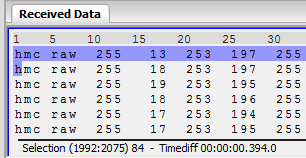 Received Data
1 5 10 15 20 25 30
hmc raw 255 13 253 197 255
hmc raw 255 18 253 197 255
hmc raw 255 19 253 195 255
hmc raw 255 18 253 196 255
hmc raw 255 17 253 194 255
hmc raw 255 17 253 195 255
Selection (1992:2075) 84 - Timediff 00:00:00.394.0